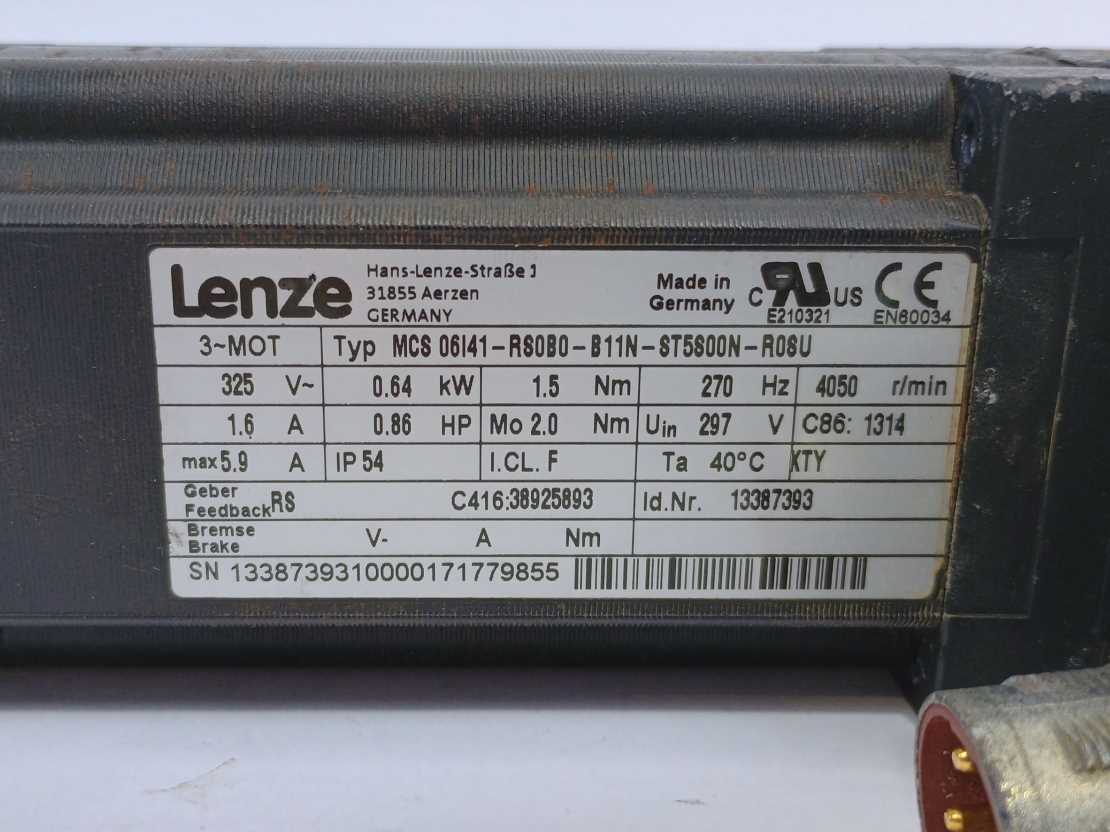 Lenze
Hans-Lenze-Straße 1
31855 Aerzen
GERMANY
Made in
Germany
C UR US
E210321
CE
EN60034
3~MOT Typ MCS 06I41-RS0B0-B11N-ST5S00N-R0SU
325 V~ 0.64 kW 1.5 Nm 270 Hz 4050 r/min
1.6 A 0.86 HP Mo 2.0 Nm Uin 297 V C86: 1314
max 5.9 A IP 54 I.CL. F Ta 40°C KTY
Geber
Feedback RS C416:38925893 Id.Nr. 13387393
Bremse
Brake V- A Nm
SN 1338739310000171779855